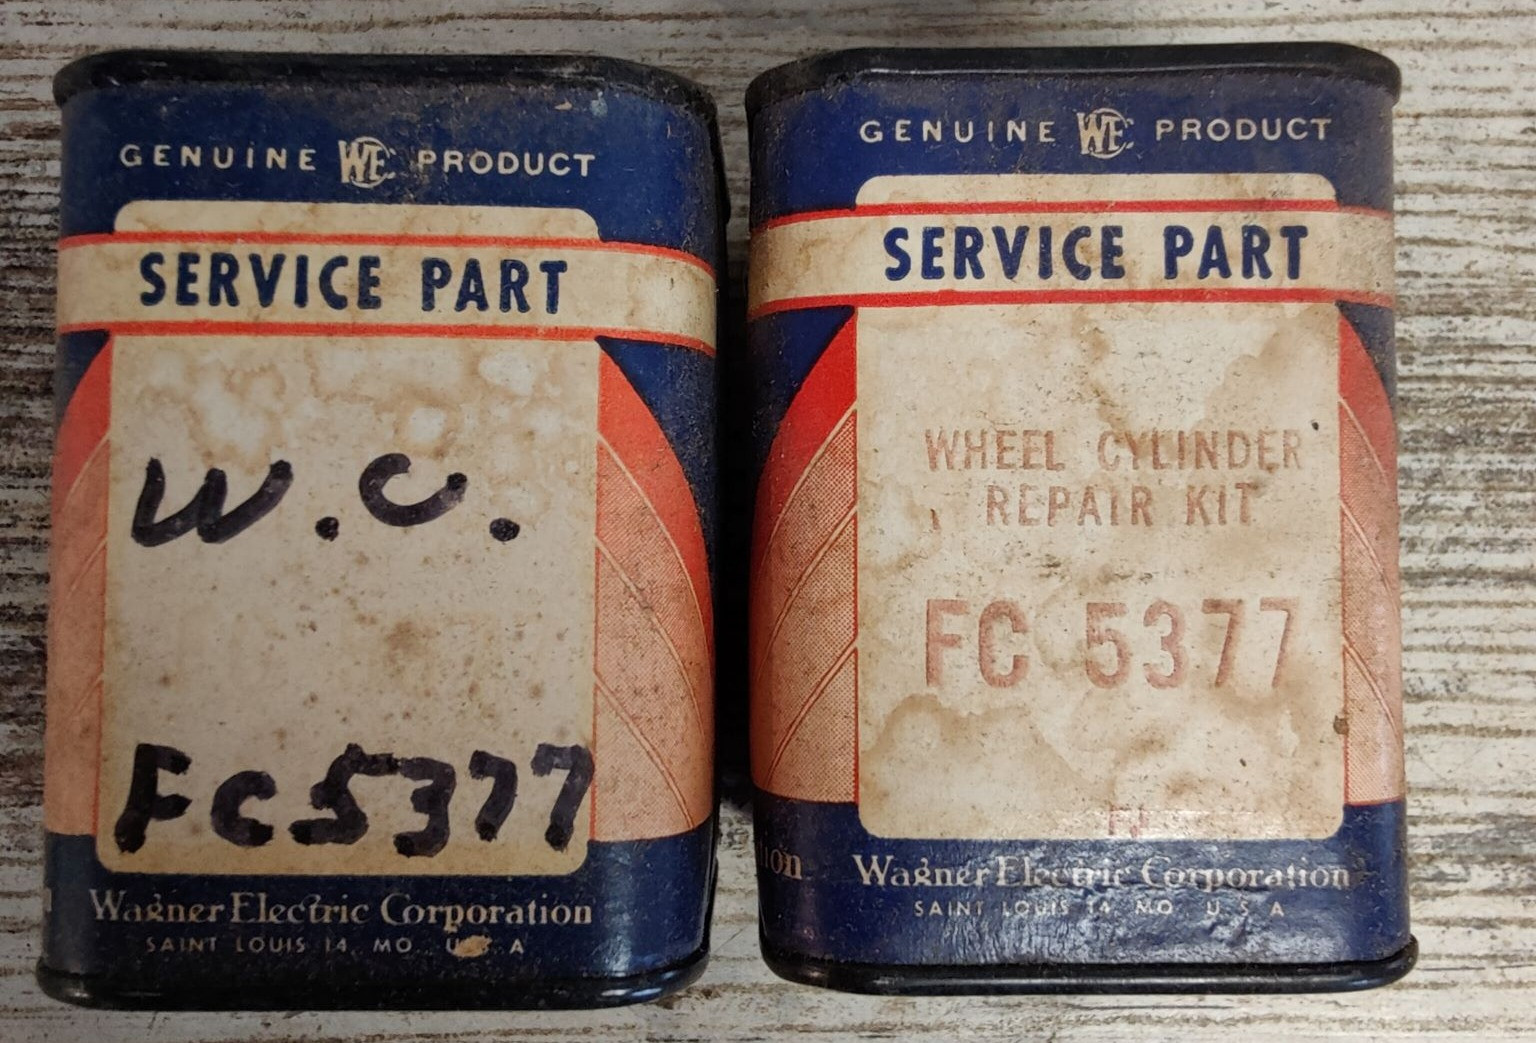 GENUINE WE PRODUCT
SERVICE PART
W.C.
FC5377
Wagner Electric Corporation
SAINT LOUIS 14, MO. U.S.A
GENUINE WE PRODUCT
SERVICE PART
WHEEL CYLINDER
REPAIR KIT
FC 5377
tion
Wagner Electric Corporation
SAINT LOUIS 14, MO. U.S.A